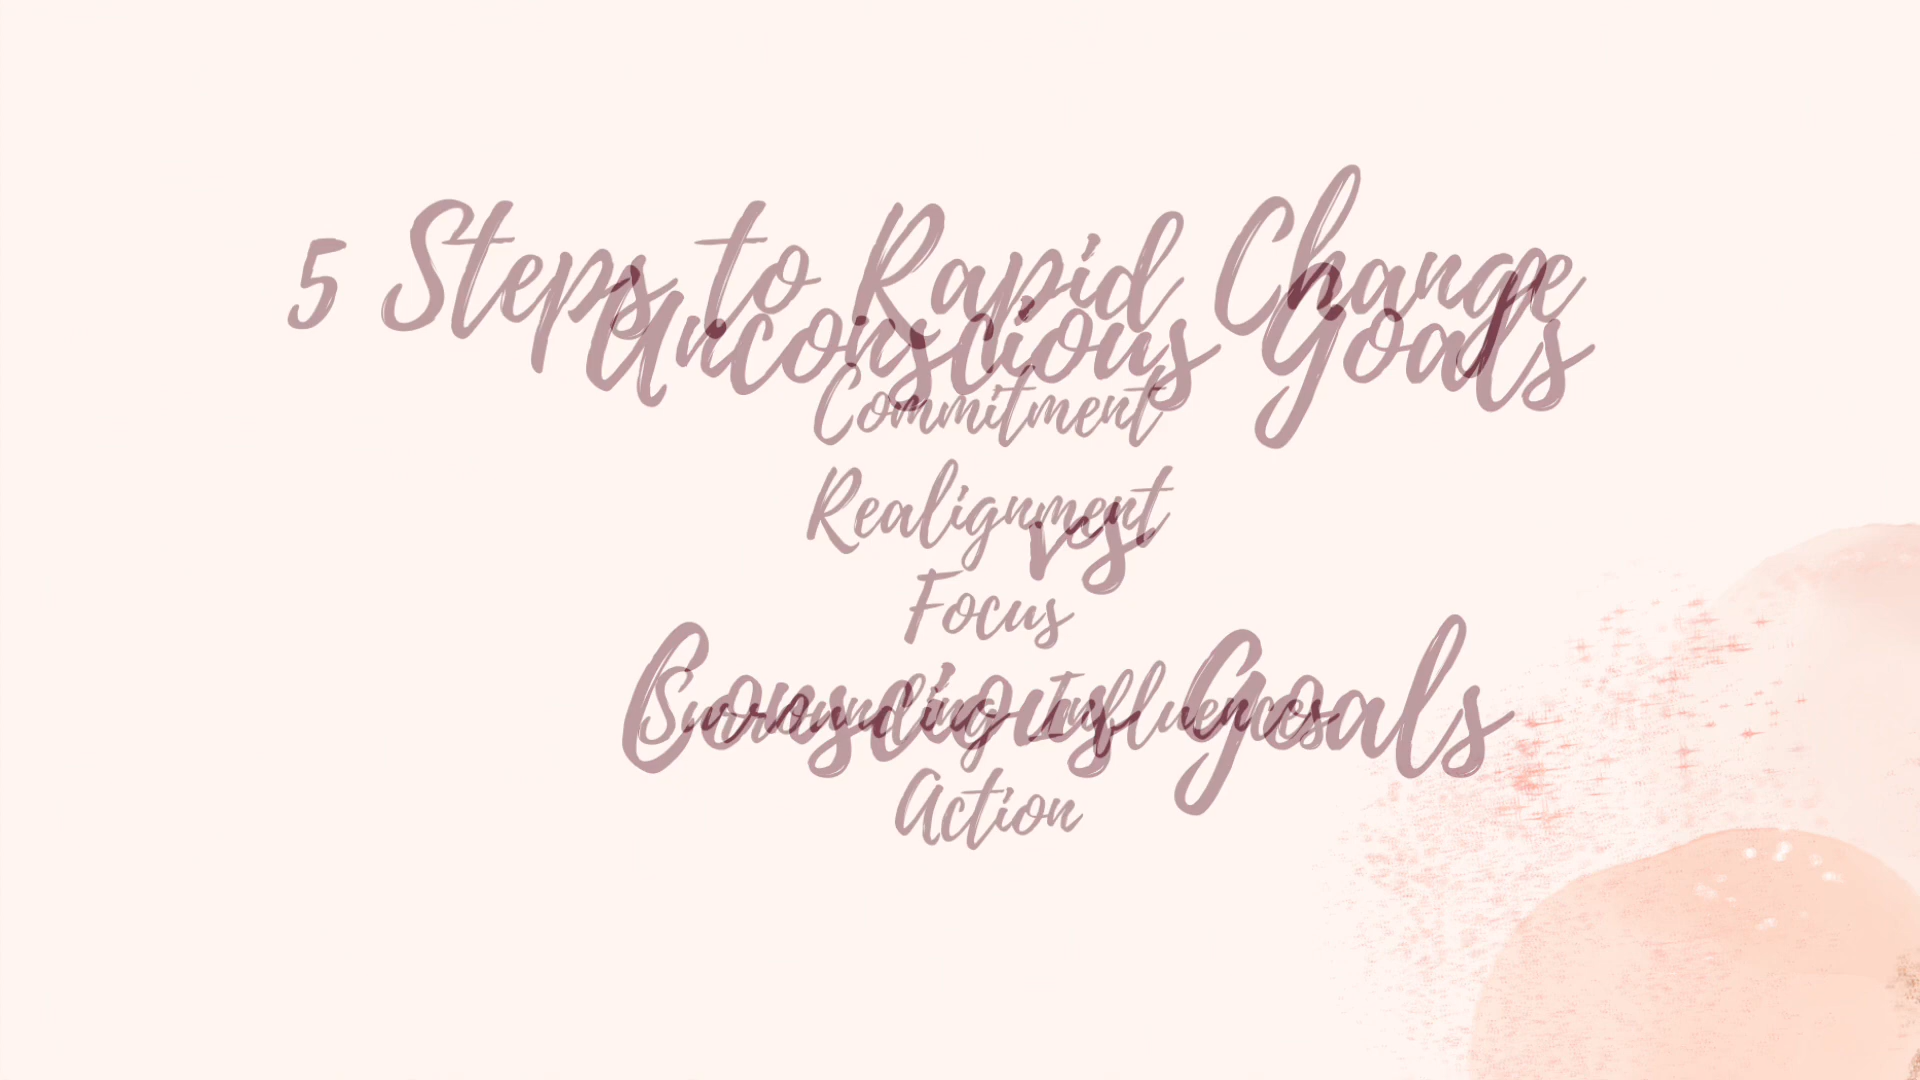 5 Steps to Rapid Change
Commitment
Realignment
Focus
Surrounding Influences
Action
Unconscious Goals
vs
Conscious Goals